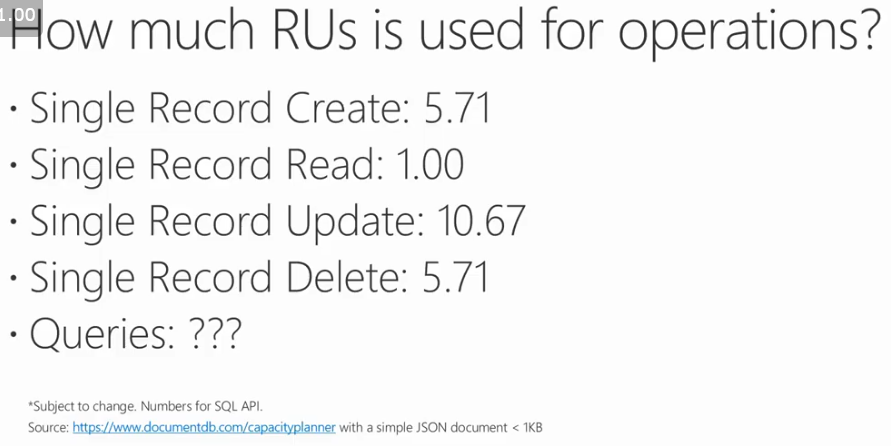 1.00
How much RUs is used for operations?
• Single Record Create: 5.71
• Single Record Read: 1.00
• Single Record Update: 10.67
• Single Record Delete: 5.71
• Queries: ???
*Subject to change. Numbers for SQL API.
Source: https://www.documentdb.com/capacityplanner with a simple JSON document < 1KB